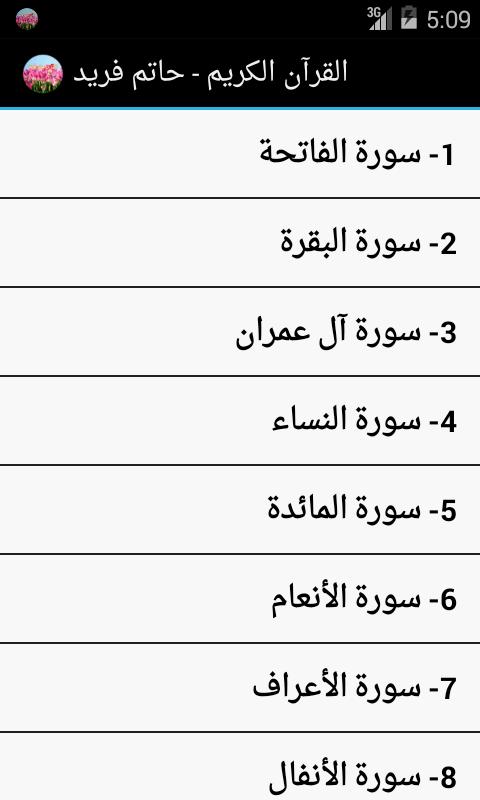 3G 5:09
القرآن الكريم - حاتم فريد
1- سورة الفاتحة
2- سورة البقرة
3- سورة آل عمران
4- سورة النساء
5- سورة المائدة
6- سورة الأنعام
7- سورة الأعراف
8- سورة الأنفال